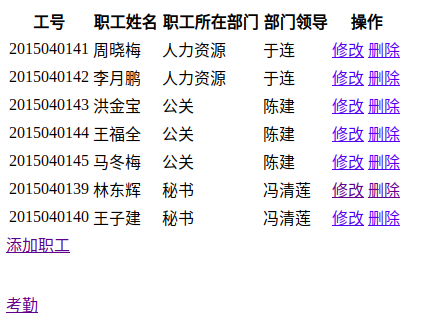 工号 职工姓名 职工所在部门 部门领导 操作
2015040141 周晓梅 人力资源 于连 修改 删除
2015040142 李月鹏 人力资源 于连 修改 删除
2015040143 洪金宝 公关 陈建 修改 删除
2015040144 王福全 公关 陈建 修改 删除
2015040145 马冬梅 公关 陈建 修改 删除
2015040139 林东辉 秘书 冯清莲 修改 删除
2015040140 王子建 秘书 冯清莲 修改 删除
添加职工
考勤